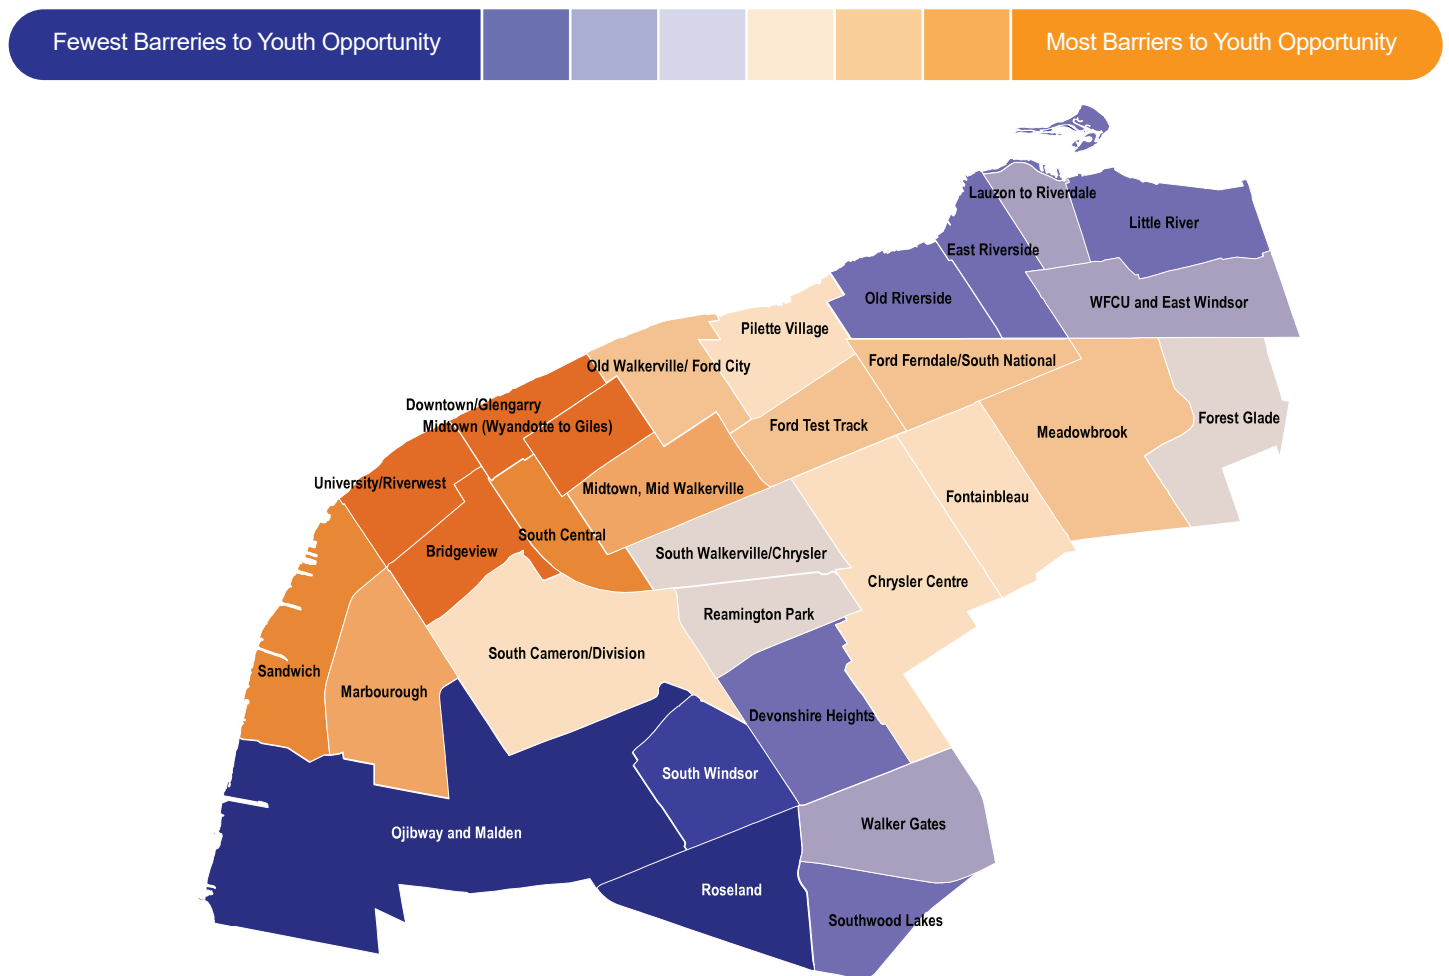 Fewest Barreries to Youth Opportunity
Most Barriers to Youth Opportunity
Lauzon to Riverdale
Little River
East Riverside
Old Riverside
WFCU and East Windsor
Pilette Village
Old Walkerville/ Ford City
Ford Ferndale/South National
Downtown/Glengarry
Midtown (Wyandotte to Giles)
Ford Test Track
Meadowbrook
Forest Glade
University/Riverwest
Midtown, Mid Walkerville
Fontainbleau
South Central
Bridgeview
South Walkerville/Chrysler
Chrysler Centre
Reamington Park
South Cameron/Division
Sandwich
Marbourough
Devonshire Heights
South Windsor
Ojibway and Malden
Walker Gates
Roseland
Southwood Lakes